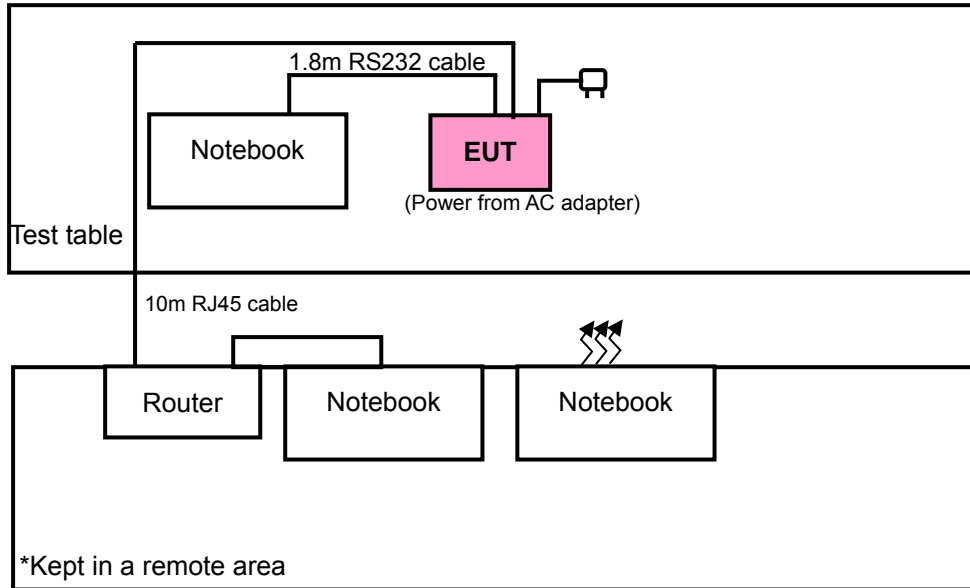 1.8m RS232 cable
Notebook
EUT
(Power from AC adapter)
Test table
10m RJ45 cable
Router
Notebook
Notebook
*Kept in a remote area